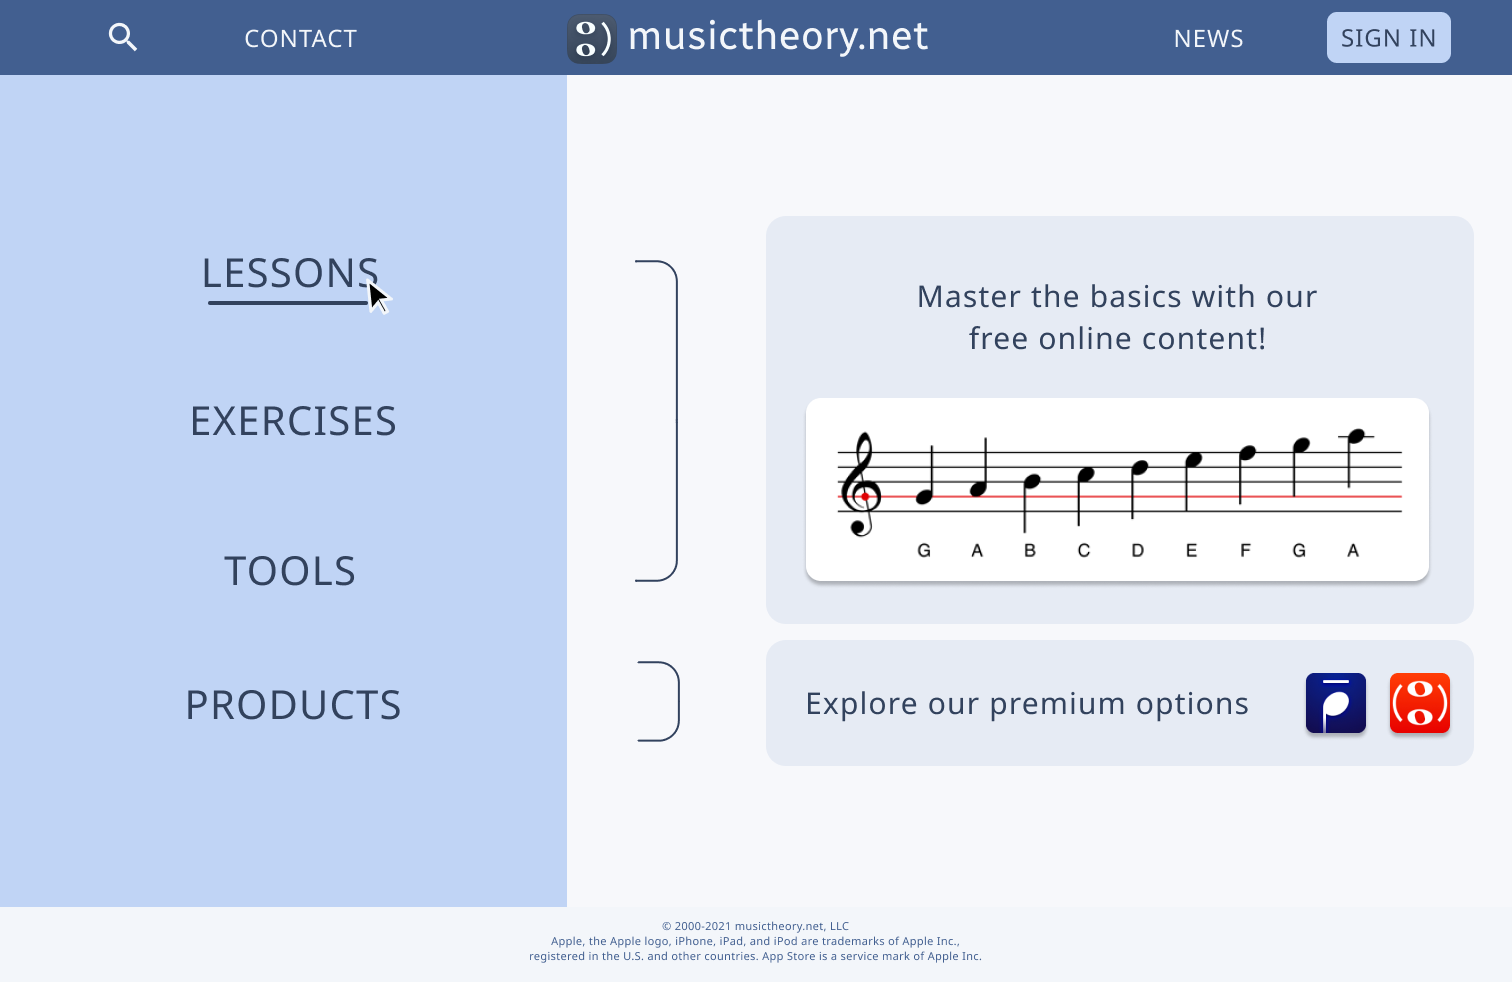 CONTACT
musictheory.net
NEWS
SIGN IN
LESSONS
EXERCISES
TOOLS
PRODUCTS
Master the basics with our
free online content!
G A B C D E F G A
Explore our premium options
© 2000-2021 musictheory.net, LLC
Apple, the Apple logo, iPhone, iPad, and iPod are trademarks of Apple Inc.,
registered in the U.S. and other countries. App Store is a service mark of Apple Inc.